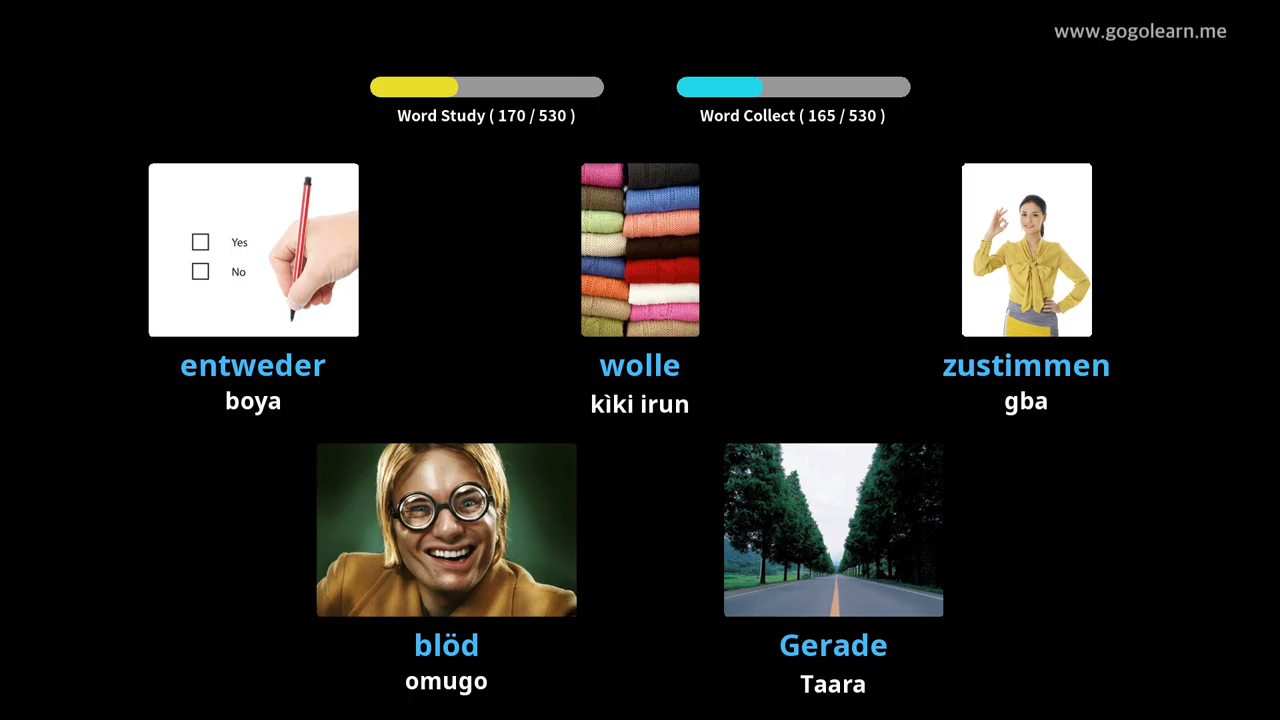 www.gogolearn.me
Word Study ( 170 / 530 )
Word Collect ( 165 / 530 )
Yes
No
entweder
boya
wolle
kìki irun
zustimmen
gba
blöd
omugo
Gerade
Taara